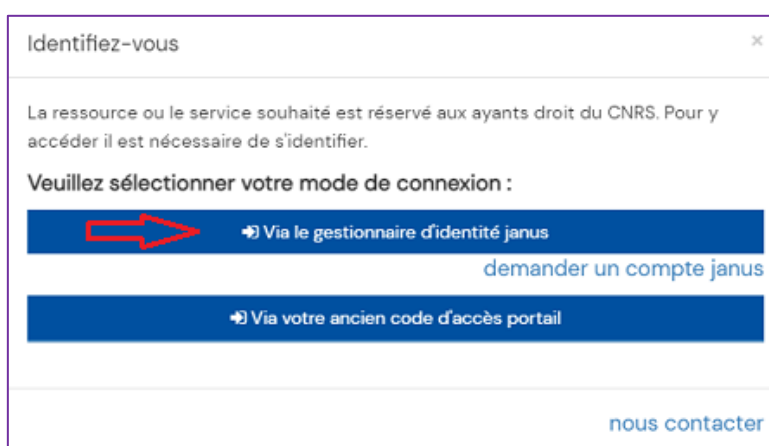 Identifiez-vous ×
La ressource ou le service souhaité est réservé aux ayants droit du CNRS. Pour y
accéder il est nécessaire de s'identifier.
Veuillez sélectionner votre mode de connexion :
Via le gestionnaire d'identité janus
demander un compte janus
Via votre ancien code d'accès portail
nous contacter